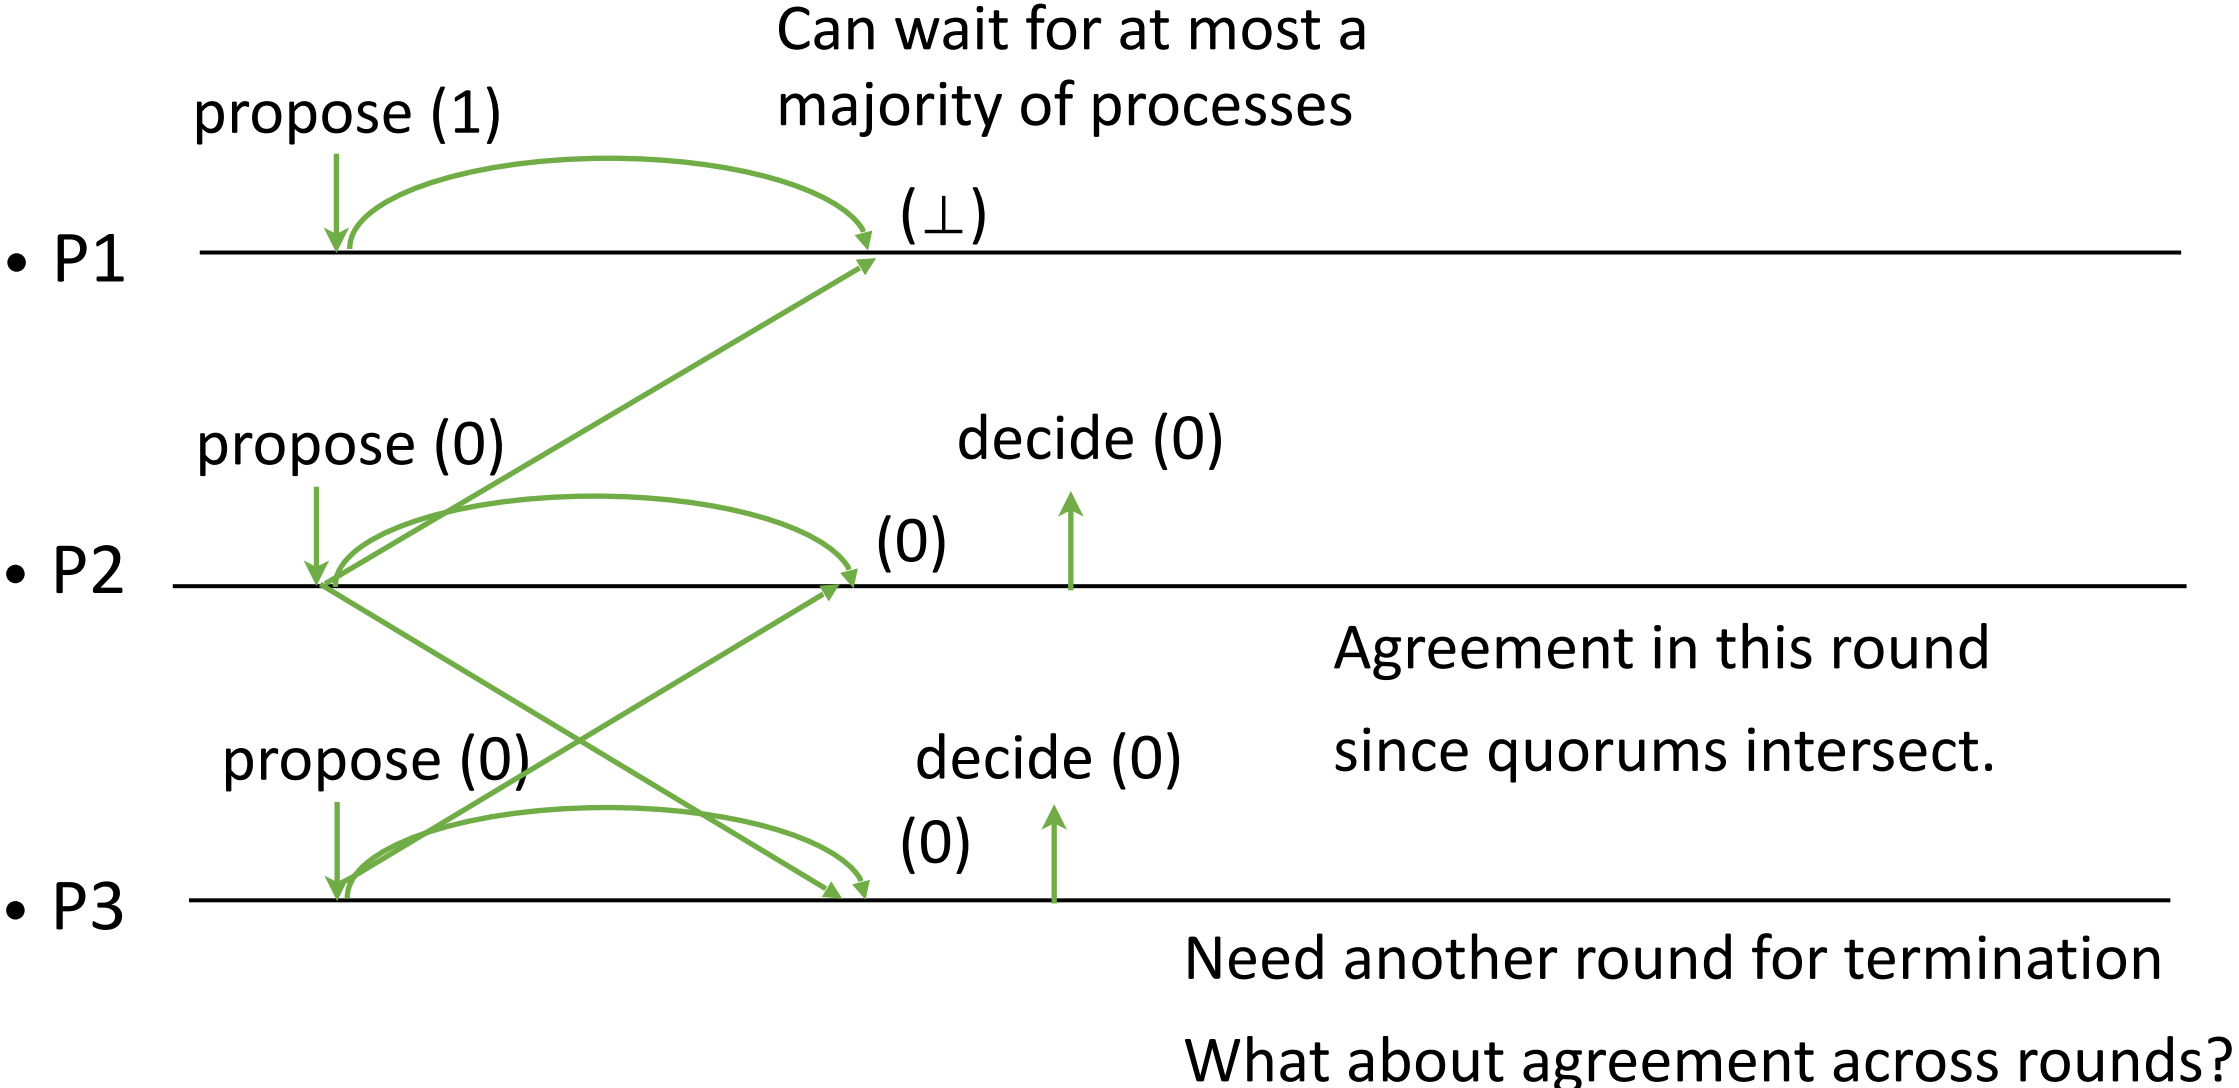 Can wait for at most a
majority of processes
propose (1)
(⊥)
• P1
propose (0)
decide (0)
(0)
• P2
Agreement in this round
since quorums intersect.
propose (0)
decide (0)
(0)
• P3
Need another round for termination
What about agreement across rounds?